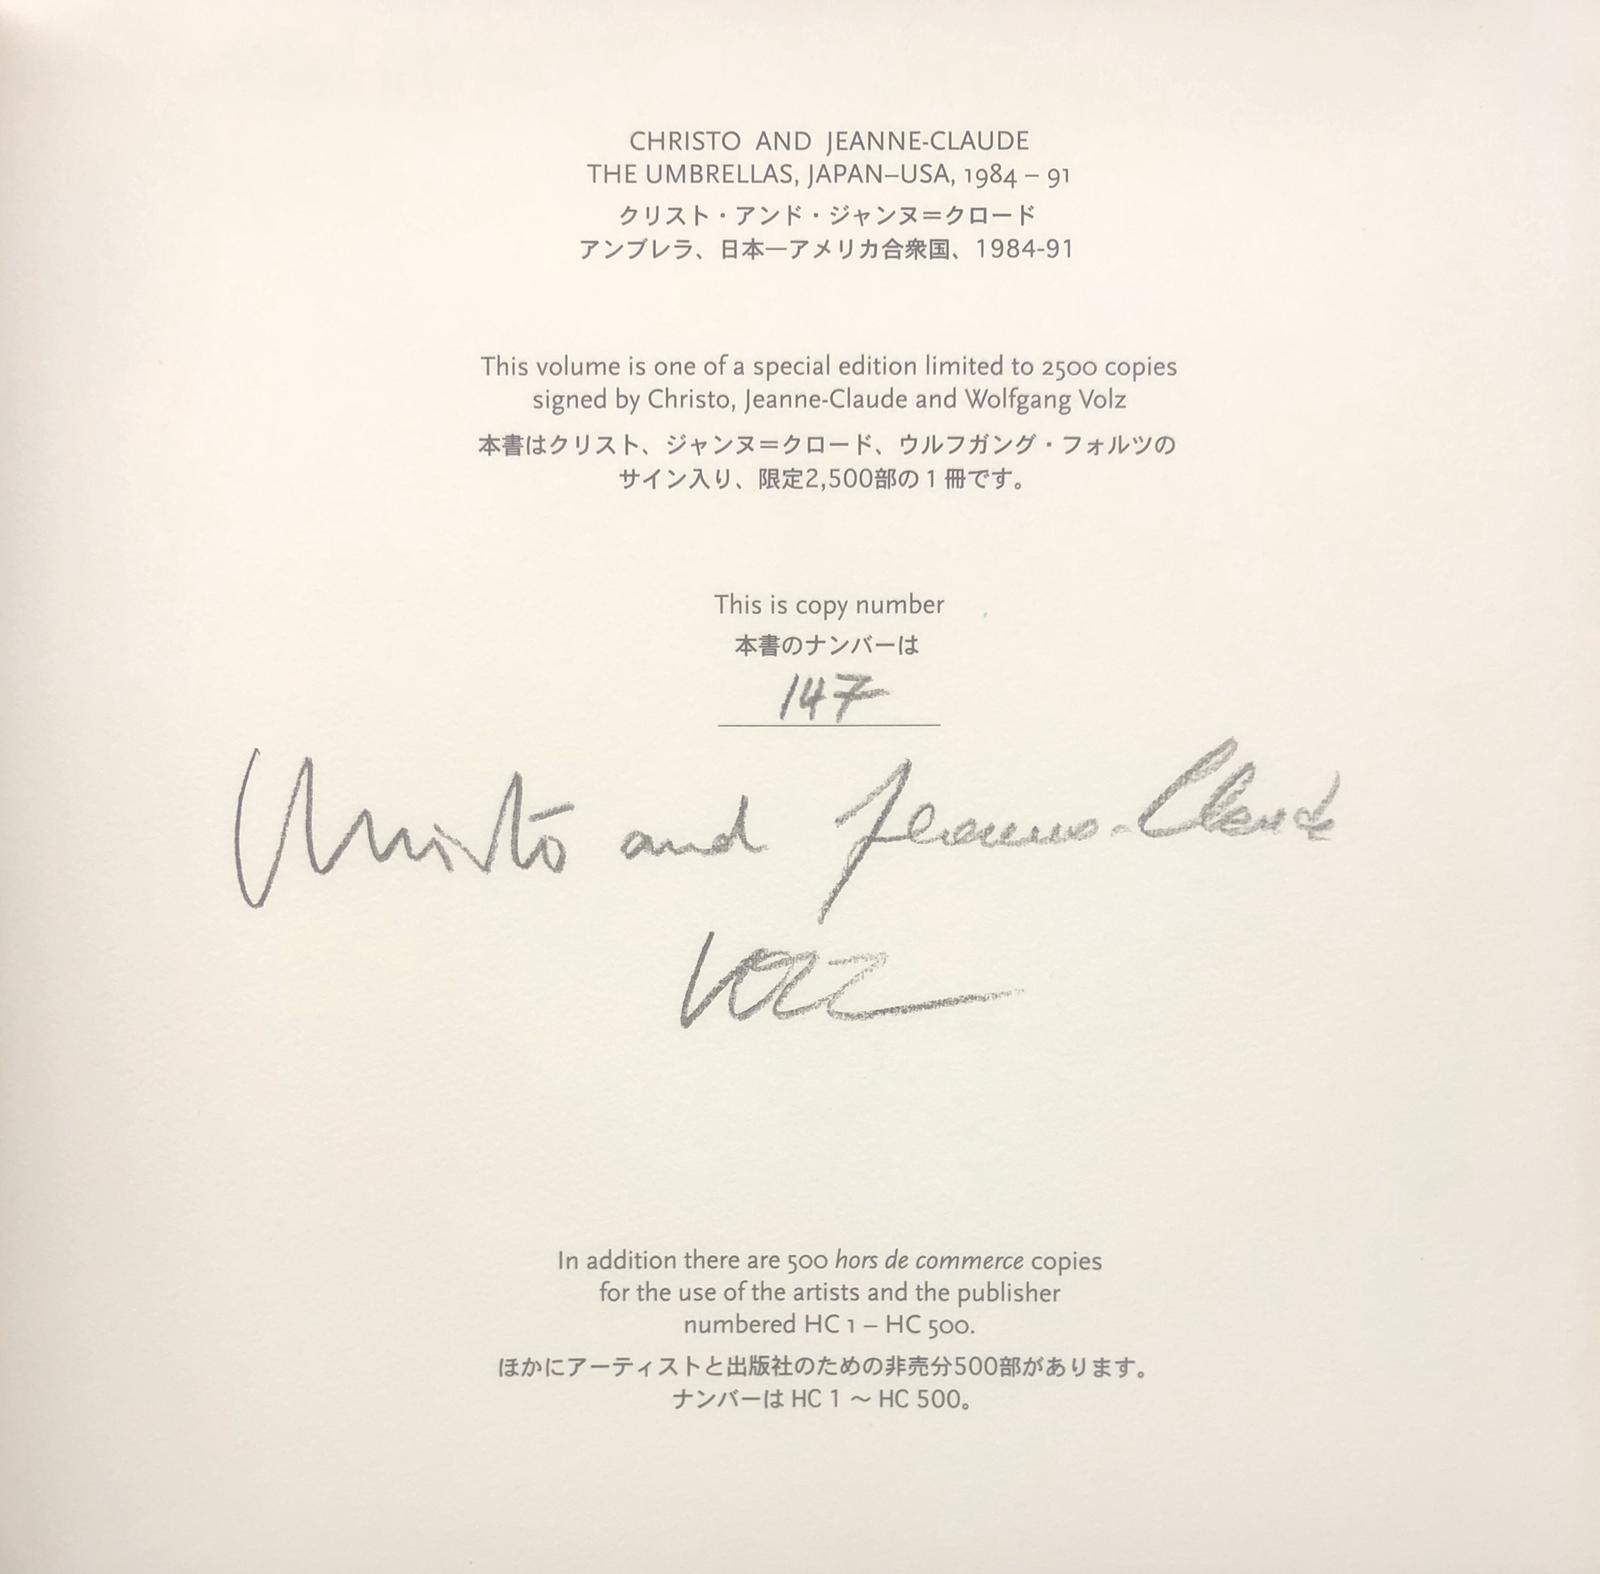 CHRISTO AND JEANNE-CLAUDE
THE UMBRELLAS, JAPAN–USA, 1984 – 91
クリスト・アンド・ジャンヌ＝クロード
アンブレラ、日本―アメリカ合衆国、1984-91
This volume is one of a special edition limited to 2500 copies
signed by Christo, Jeanne-Claude and Wolfgang Volz
本書はクリスト、ジャンヌ＝クロード、ウルフガング・フォルツの
サイン入り、限定2,500部の1冊です。
This is copy number
本書のナンバーは
147
Christo and Jeanne-Claude
Volz
In addition there are 500 hors de commerce copies
for the use of the artists and the publisher
numbered HC 1 – HC 500.
ほかにアーティストと出版社のための非売分500部があります。
ナンバーは HC 1 〜 HC 500。